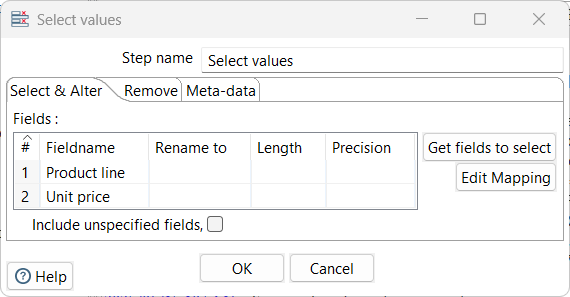 Select values
Step name Select values
Select & Alter Remove Meta-data
Fields :
# Fieldname Rename to Length Precision
1 Product line
2 Unit price
Get fields to select
Edit Mapping
Include unspecified fields,
OK Cancel
Help